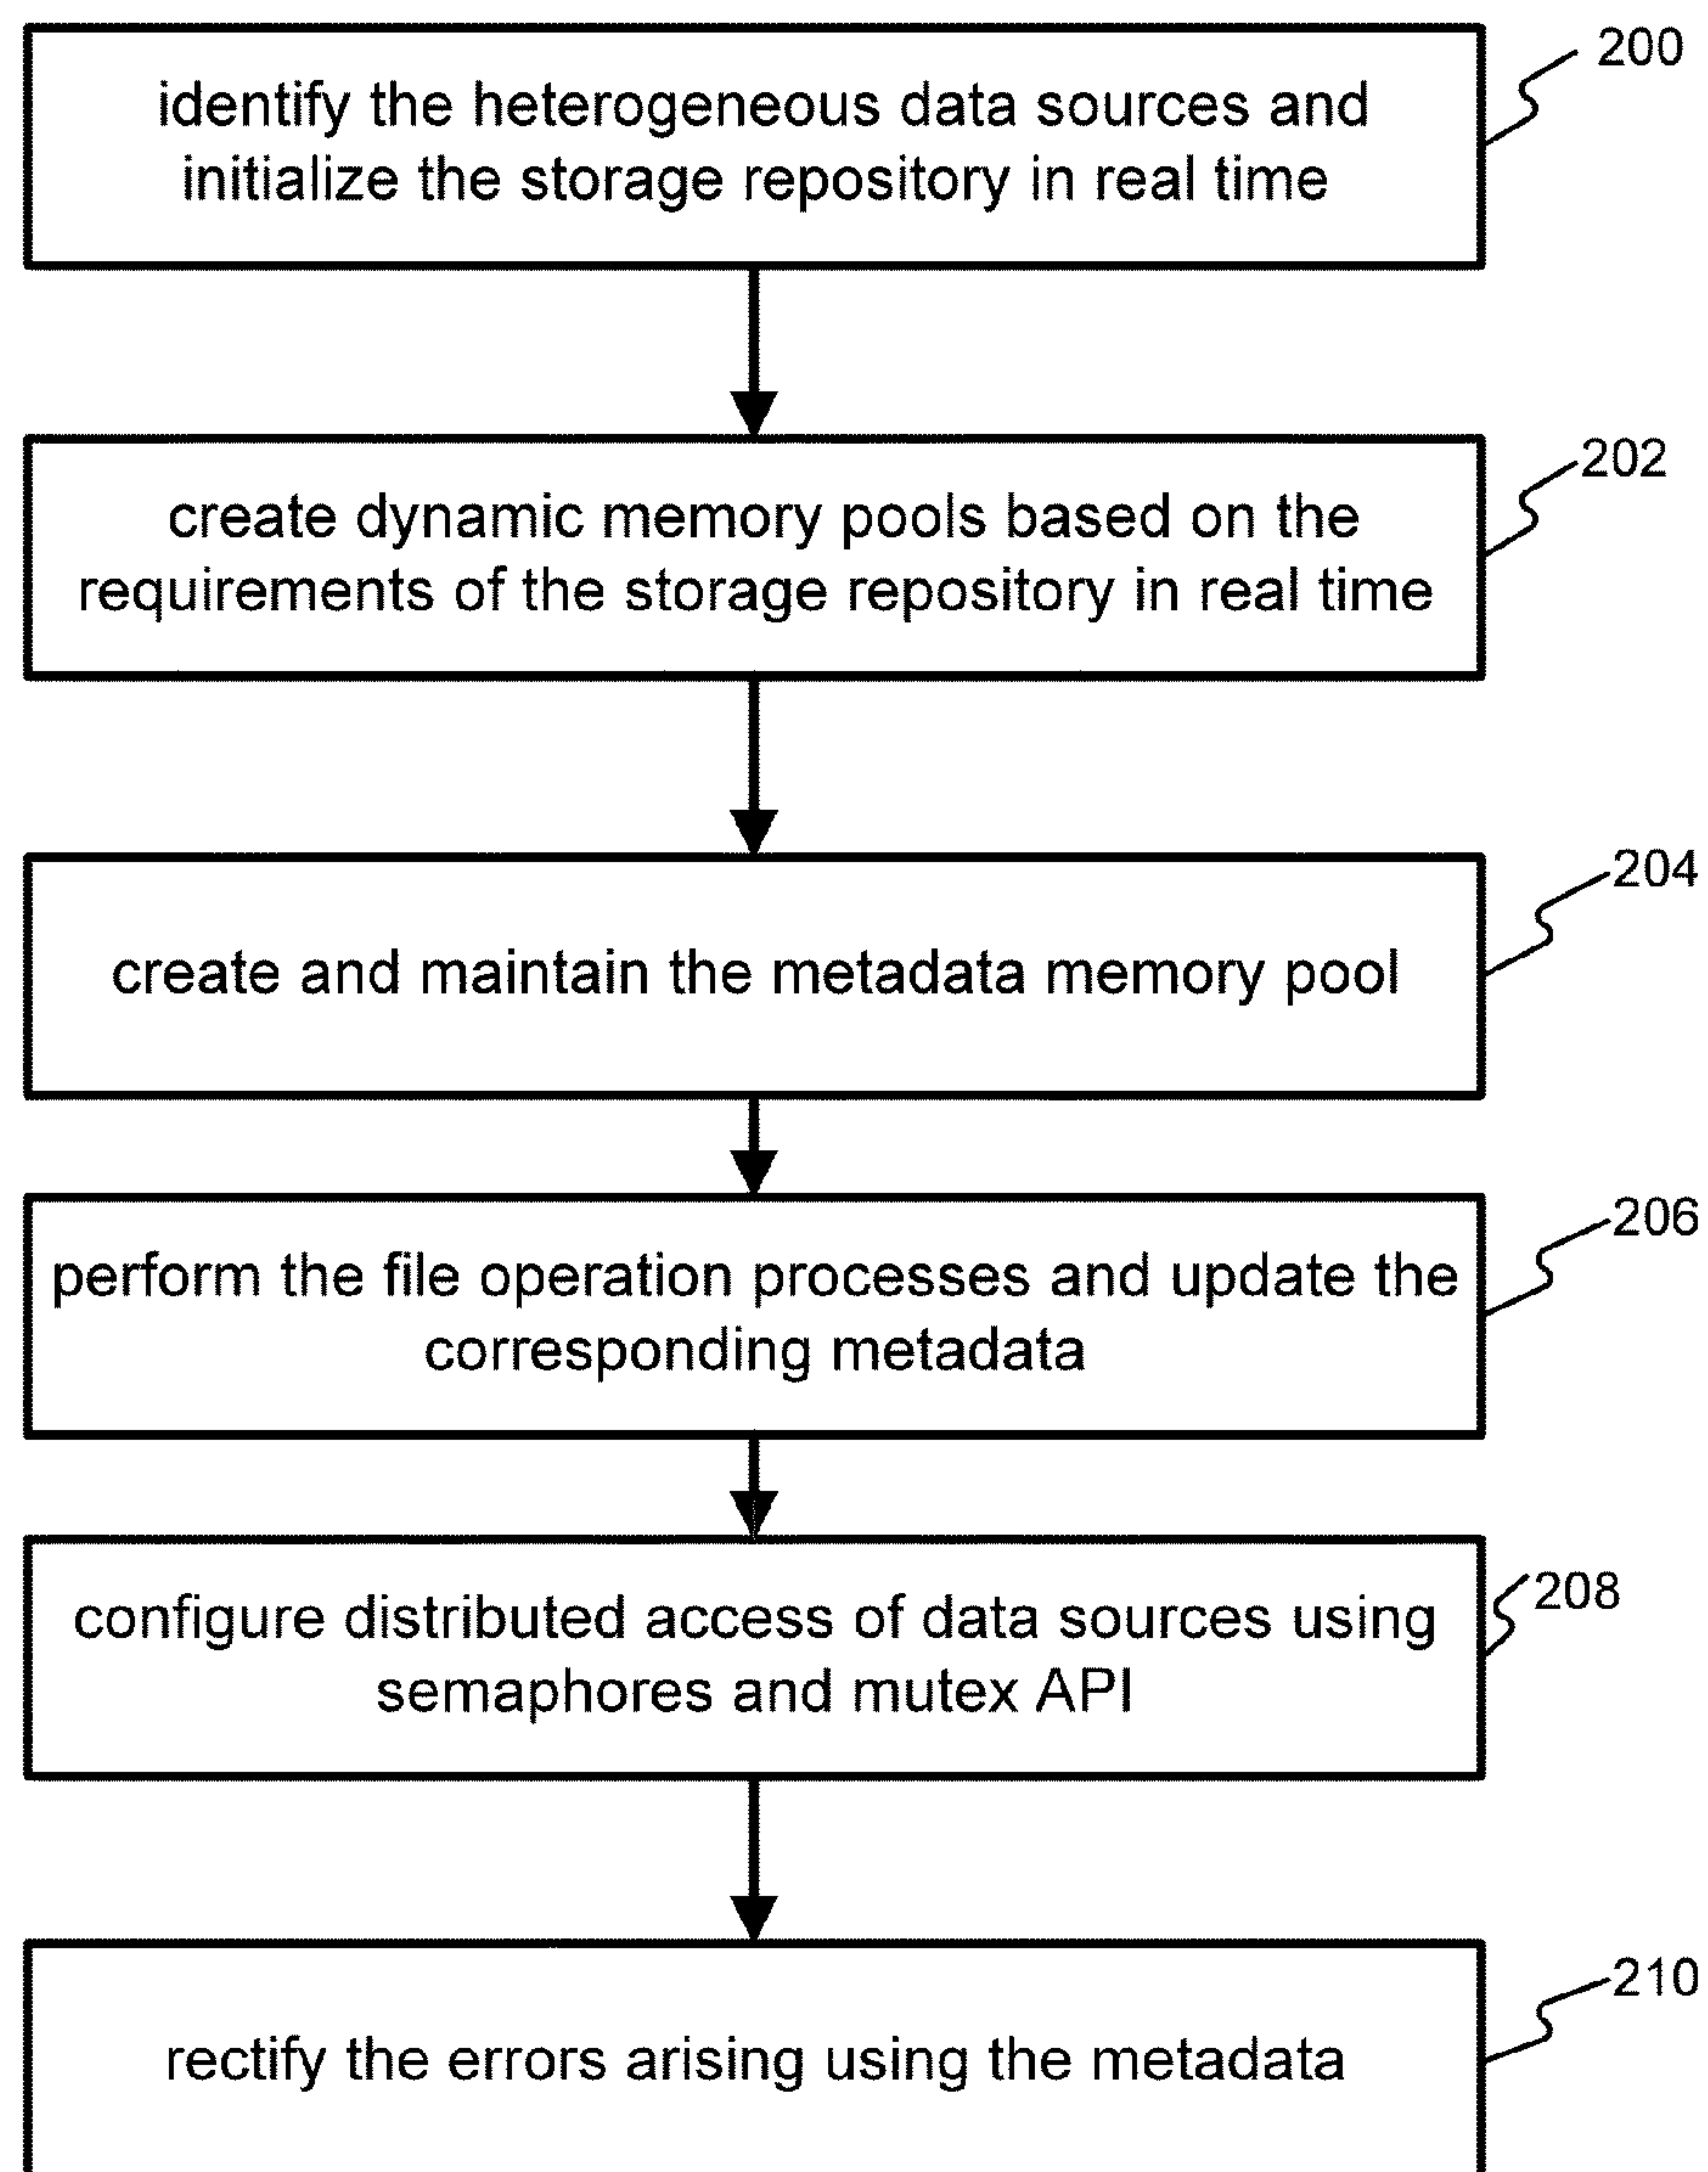 200
identify the heterogeneous data sources and
initialize the storage repository in real time
202
create dynamic memory pools based on the
requirements of the storage repository in real time
204
create and maintain the metadata memory pool
206
perform the file operation processes and update the
corresponding metadata
208
configure distributed access of data sources using
semaphores and mutex API
210
rectify the errors arising using the metadata